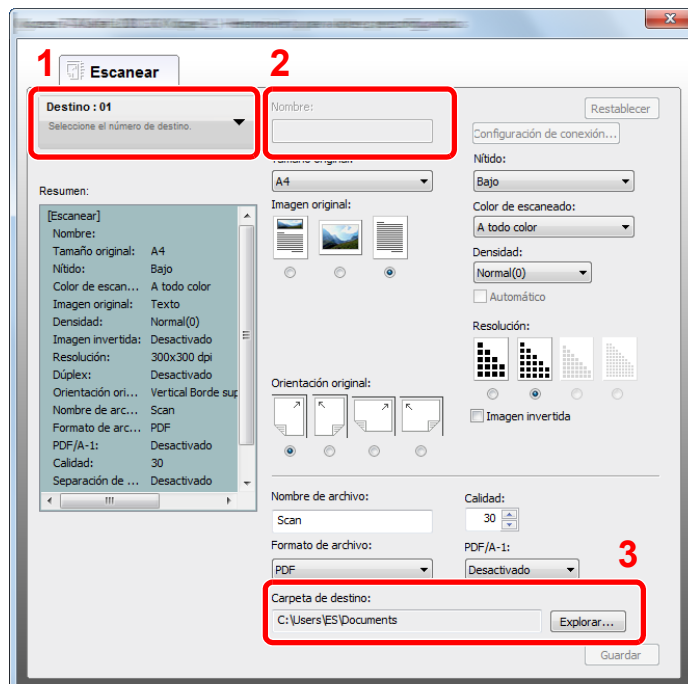 1
Escanear
2
3
Destino : 01
Seleccione el número de destino.
Resumen:
[Escanear]
Nombre:
Tamaño original: A4
Nítido: Bajo
Color de escan... A todo color
Imagen original: Texto
Densidad: Normal(0)
Imagen invertida: Desactivado
Resolución: 300x300 dpi
Dúplex: Desactivado
Orientación ori... Vertical Borde sup
Nombre de arc... Scan
Formato de arc... PDF
PDF/A-1: Desactivado
Calidad: 30
Separación de ... Desactivado
Nombre:
Tamaño original:
A4
Imagen original:
Orientación original:
Restablecer
Configuración de conexión...
Nítido:
Bajo
Color de escaneado:
A todo color
Densidad:
Normal(0)
Automático
Resolución:
Imagen invertida
Nombre de archivo:
Scan
Calidad:
30
Formato de archivo:
PDF
PDF/A-1:
Desactivado
Carpeta de destino:
C:\Users\ES\Documents
Explorar...
Guardar